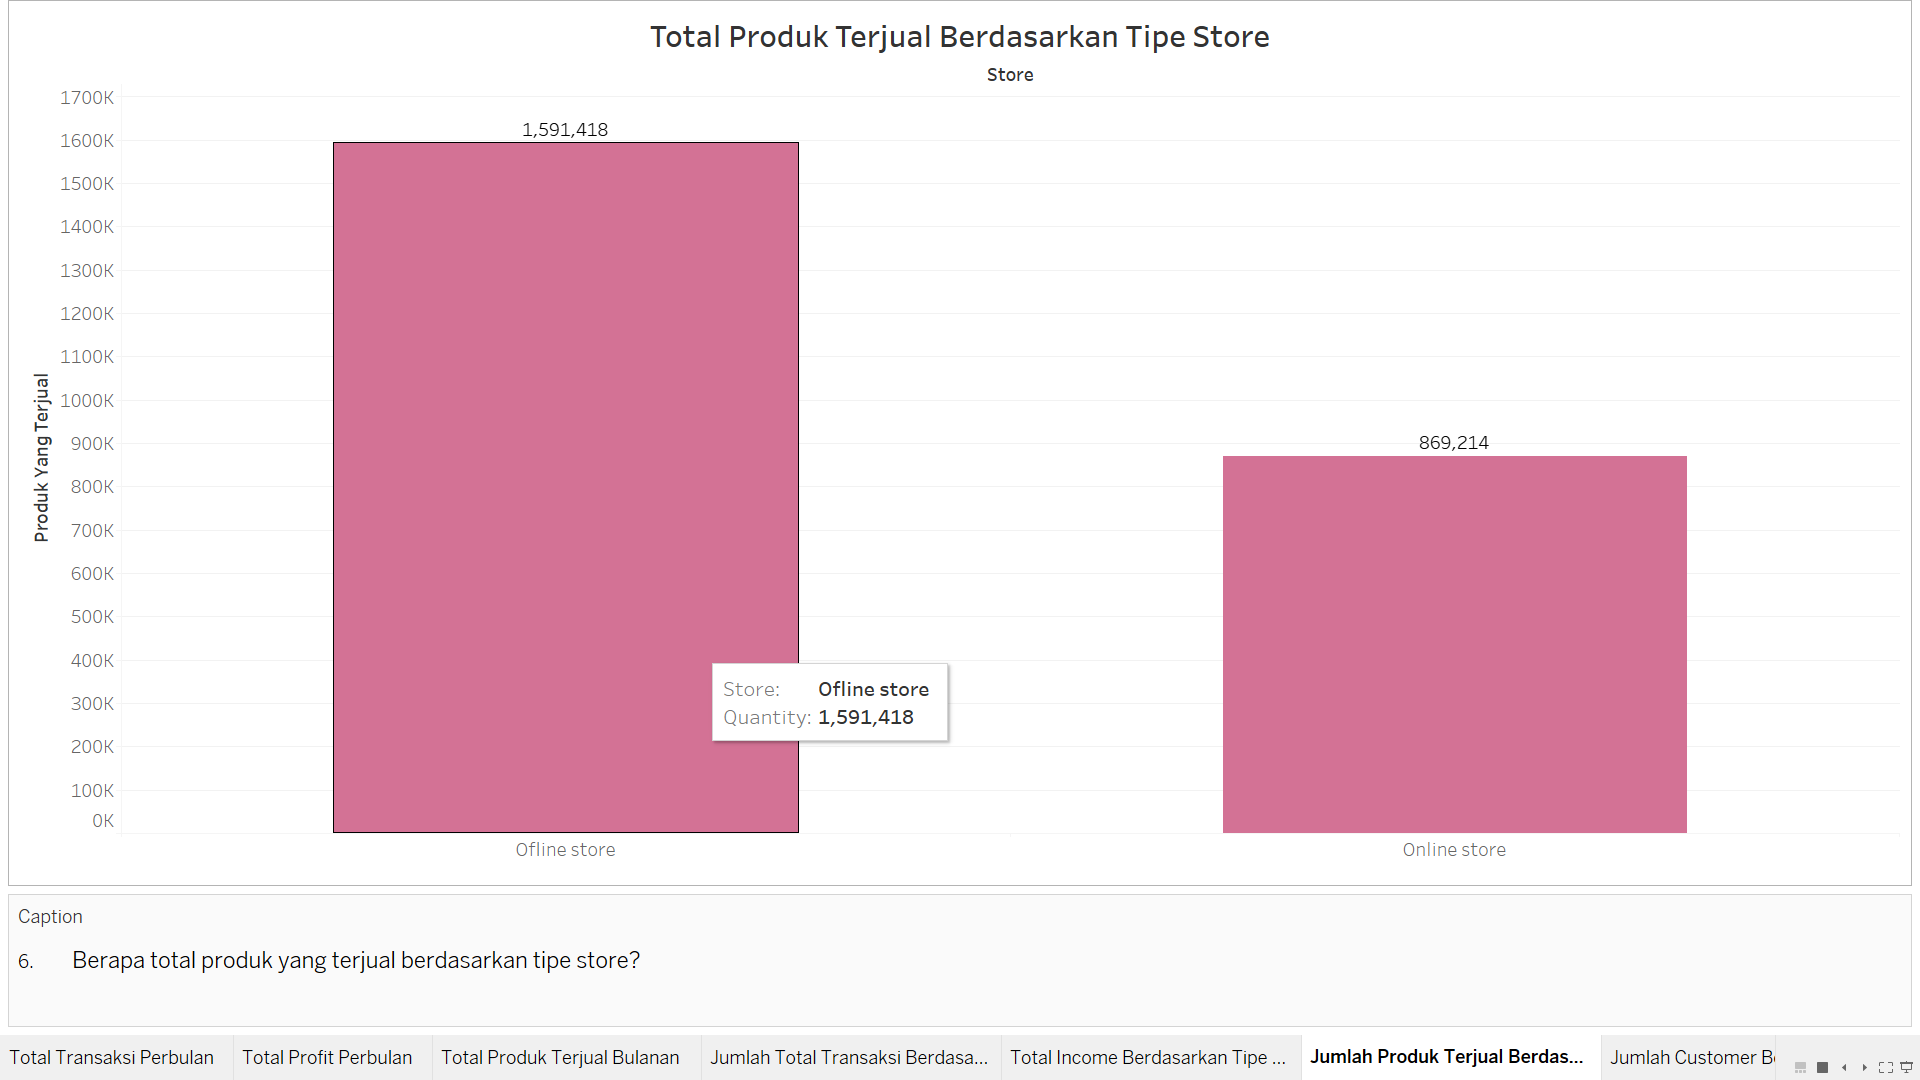 Total Produk Terjual Berdasarkan Tipe Store
Store
1700K
1600K
1500K
1400K
1300K
1200K
1100K
1000K
900K
800K
700K
600K
500K
400K
300K
200K
100K
0K
Produk Yang Terjual
1,591,418
869,214
Store: Ofline store
Quantity: 1,591,418
Ofline store
Online store
Caption
6. Berapa total produk yang terjual berdasarkan tipe store?
Total Transaksi Perbulan
Total Profit Perbulan
Total Produk Terjual Bulanan
Jumlah Total Transaksi Berdasa...
Total Income Berdasarkan Tipe ...
Jumlah Produk Terjual Berdas...
Jumlah Customer